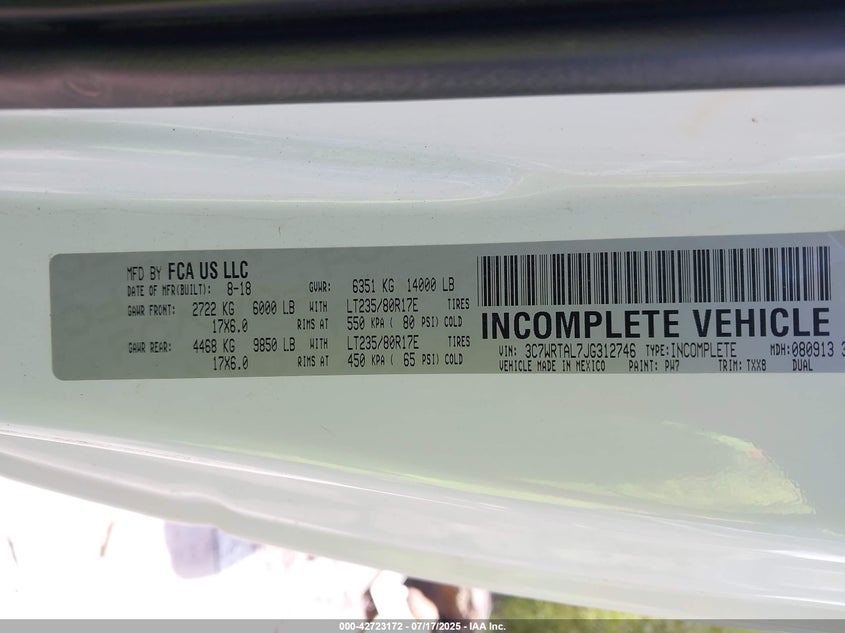 MFD BY FCA US LLC
DATE OF MFR(BUILT): 8-18 GVWR: 6351 KG 14000 LB
GAWR FRONT: 2722 KG 6000 LB WITH LT235/80R17E TIRES
17X6.0 RIMS AT 550 KPA ( 80 PSI) COLD
GAWR REAR: 4468 KG 9850 LB WITH LT235/80R17E TIRES
17X6.0 RIMS AT 450 KPA ( 65 PSI) COLD
INCOMPLETE VEHICLE
VIN: 3C7WRTAL7JG312746 TYPE: INCOMPLETE MDH: 080913 3
VEHICLE MADE IN MEXICO PAINT: PW7 TRIM: TXX8 DUAL
000-42723172 - 07/17/2025 - IAA Inc.